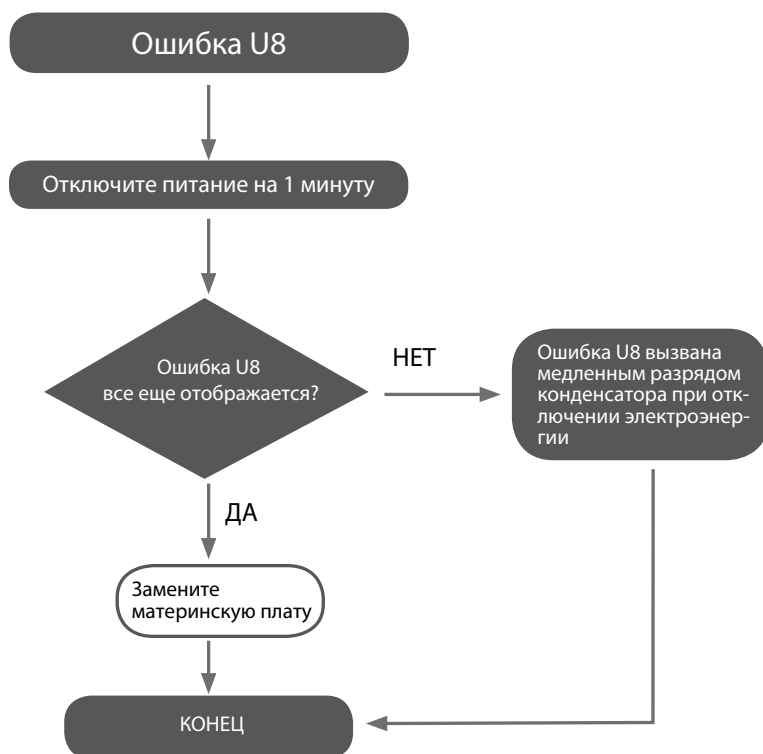 Ошибка U8
Отключите питание на 1 минуту
Ошибка U8
все еще отображается?
НЕТ
Ошибка U8 вызвана
медленным разрядом
конденсатора при отк-
лючении электроэнер-
гии
ДА
Замените
материнскую плату
КОНЕЦ